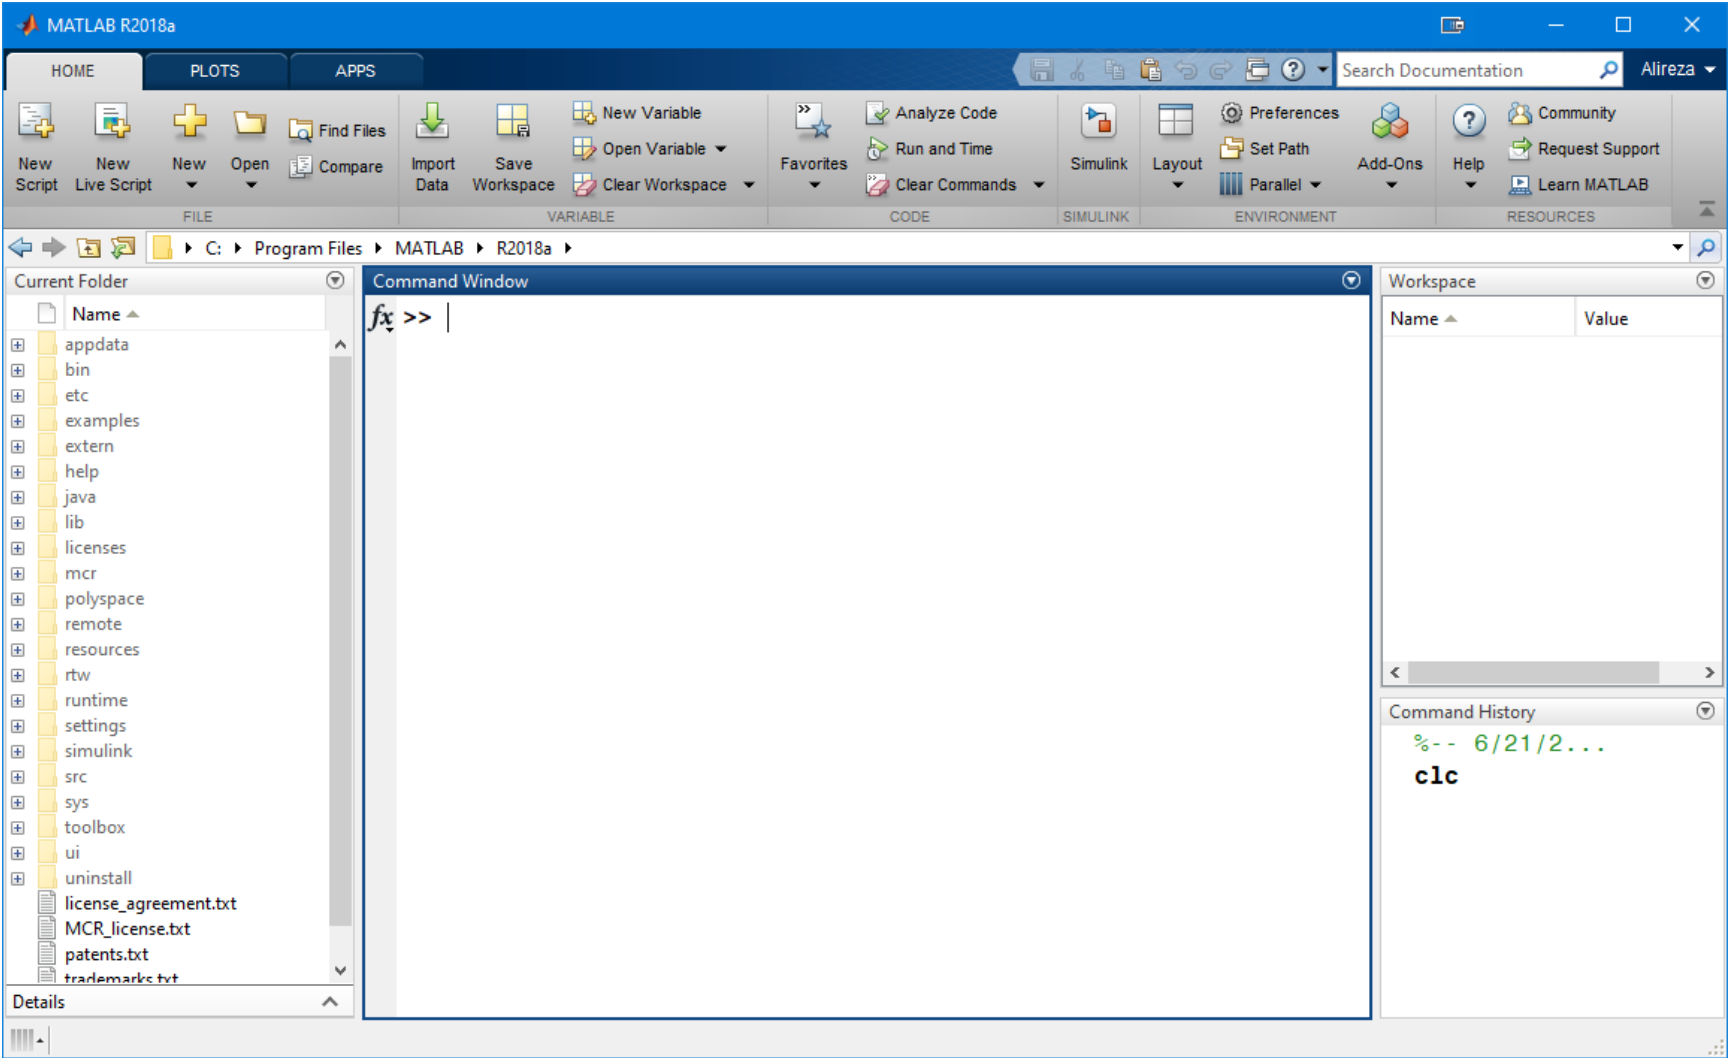 MATLAB R2018a
HOME PLOTS APPS
Search Documentation
Alireza
New Script
New Live Script
New
Open
Find Files
Compare
Import Data
Save Workspace
New Variable
Open Variable
Clear Workspace
Favorites
Analyze Code
Run and Time
Clear Commands
Simulink
Layout
Preferences
Set Path
Parallel
Add-Ons
Help
Community
Request Support
Learn MATLAB
FILE VARIABLE CODE SIMULINK ENVIRONMENT RESOURCES
C: Program Files MATLAB R2018a
Current Folder
Name
appdata
bin
etc
examples
extern
help
java
lib
licenses
mcr
polyspace
remote
resources
rtw
runtime
settings
simulink
src
sys
toolbox
ui
uninstall
license_agreement.txt
MCR_license.txt
patents.txt
trademarks.txt
Details
Command Window
fx >>
Workspace
Name Value
Command History
%-- 6/21/2...
clc